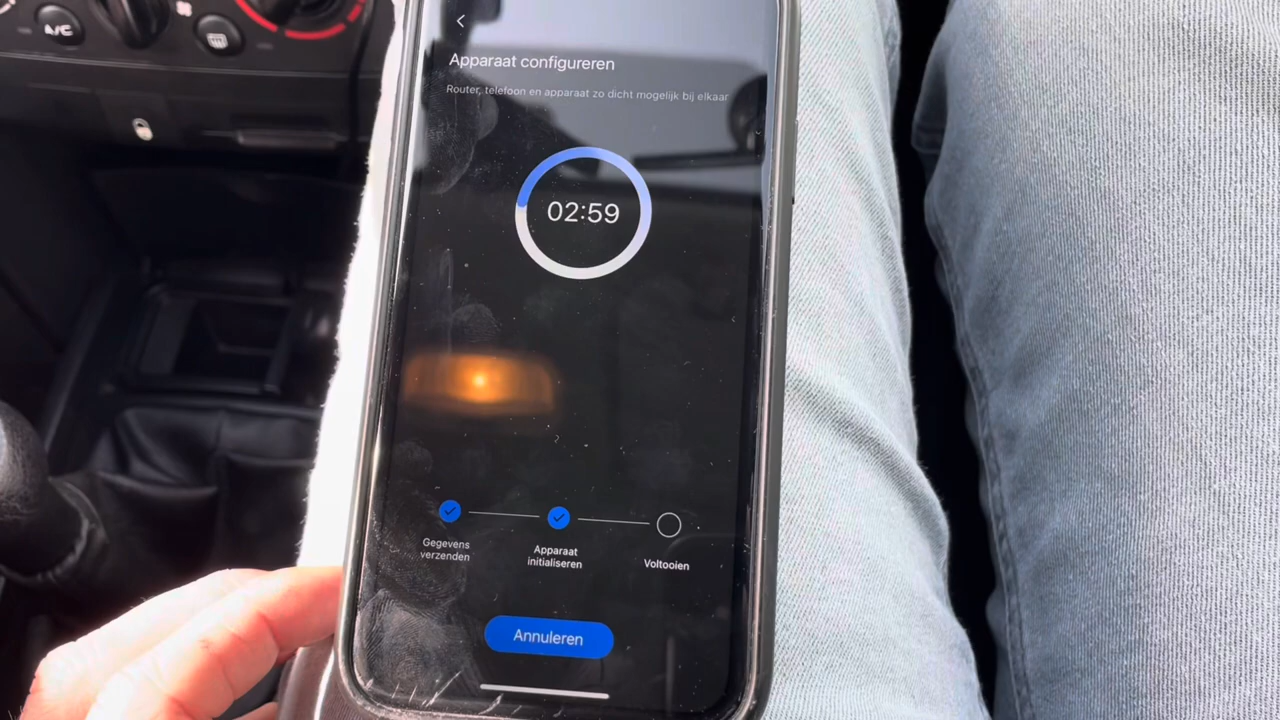 A/C
Apparaat configureren
Router, telefoon en apparaat zo dicht mogelijk bij elkaar
02:59
Gegevens
verzenden
Apparaat
initialiseren
Voltooien
Annuleren